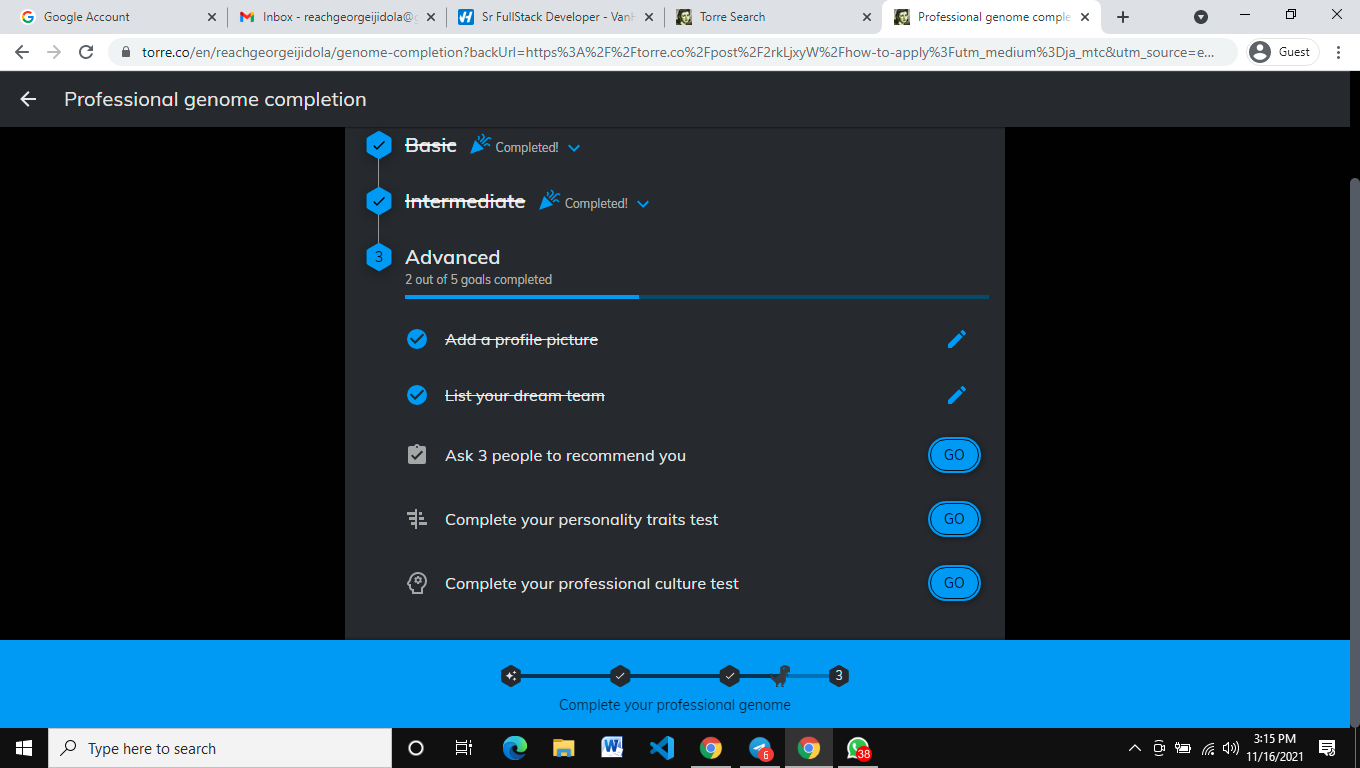 Google Account
Inbox - reachgeorgeijidola@g
Sr FullStack Developer - VanH
Torre Search
Professional genome comple
torre.co/en/reachgeorgeijidola/genome-completion?backUrl=https%3A%2F%2Ftorre.co%2Fpost%2F2rkLjxyW%2Fhow-to-apply%3Futm_medium%3Dja_mtc&utm_source=e...
Guest
Professional genome completion
Basic Completed!
Intermediate Completed!
3 Advanced
2 out of 5 goals completed
Add a profile picture
List your dream team
Ask 3 people to recommend you GO
Complete your personality traits test GO
Complete your professional culture test GO
3
Complete your professional genome
Type here to search
6
38
3:15 PM
11/16/2021